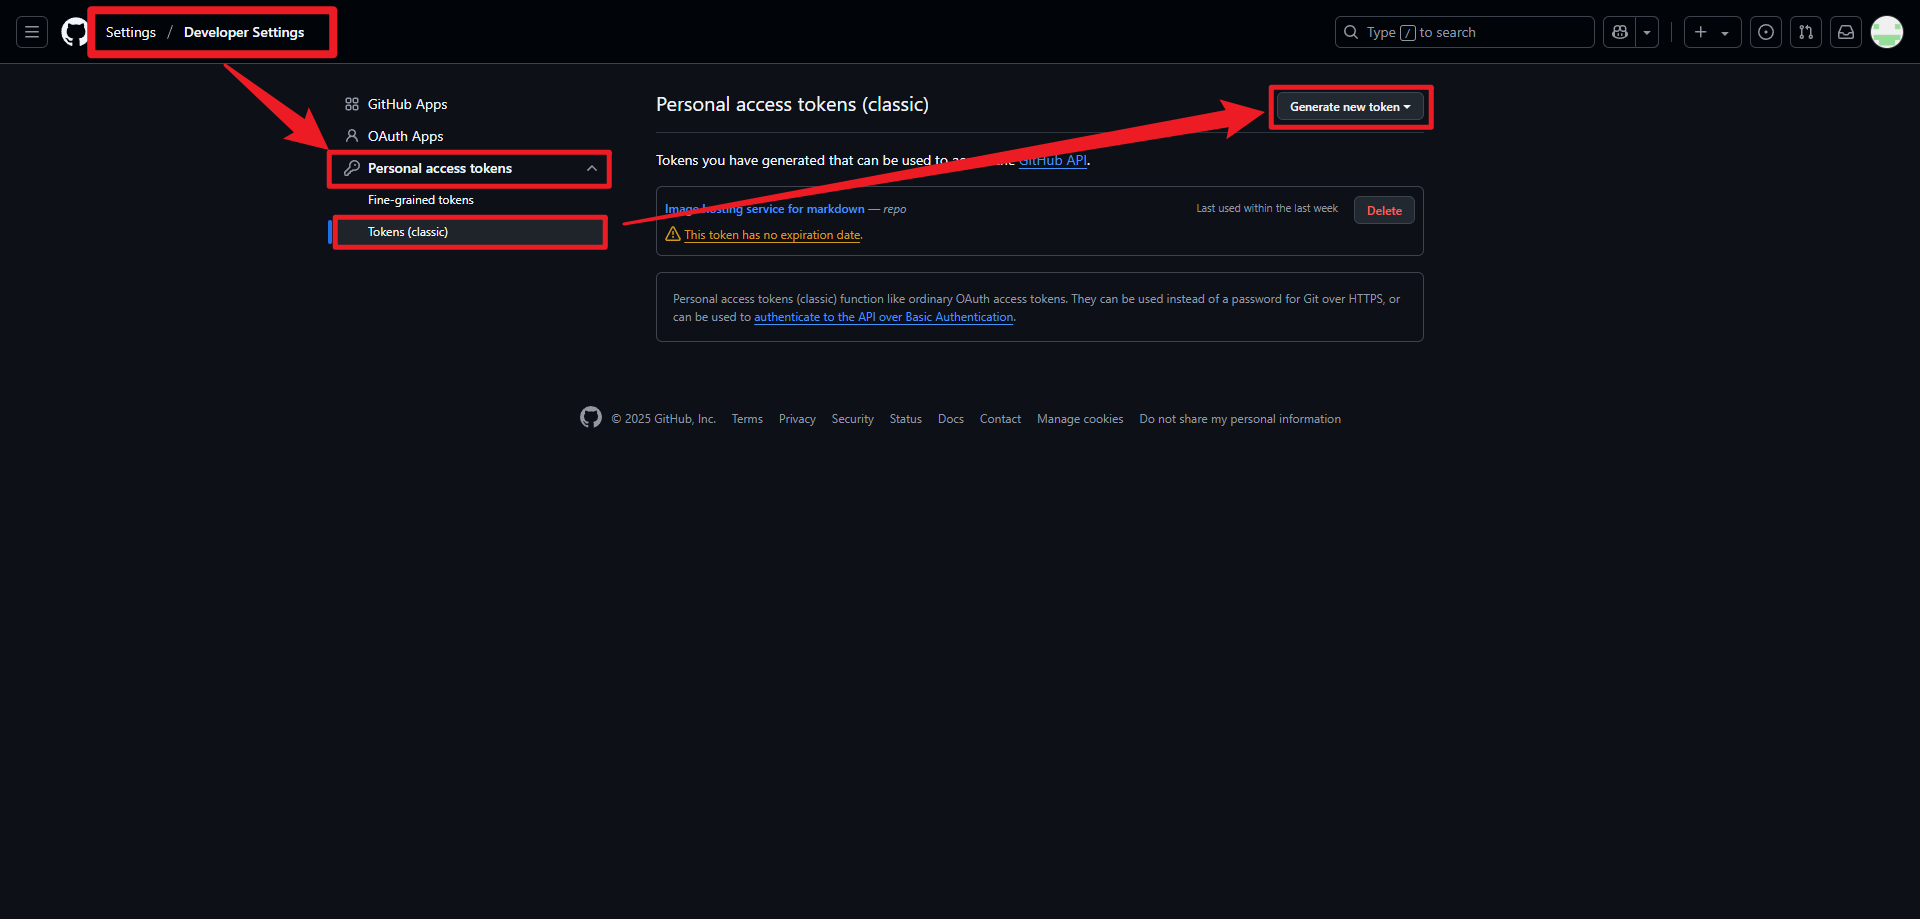 Settings / Developer Settings
Type / to search
GitHub Apps
OAuth Apps
Personal access tokens
Fine-grained tokens
Tokens (classic)
Personal access tokens (classic)
Generate new token
Tokens you have generated that can be used to GitHub API.
Image hosting service for markdown — repo
Last used within the last week
Delete
This token has no expiration date.
Personal access tokens (classic) function like ordinary OAuth access tokens. They can be used instead of a password for Git over HTTPS, or
can be used to authenticate to the API over Basic Authentication.
© 2025 GitHub, Inc. Terms Privacy Security Status Docs Contact Manage cookies Do not share my personal information